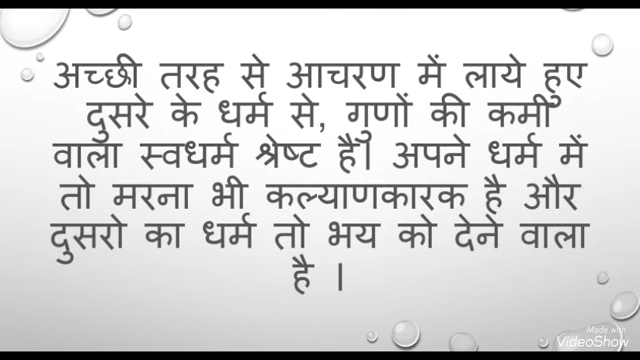 अच्छी तरह से आचरण में लाये हुए
दुसरे के धर्म से, गुणों की कमी
वाला स्वधर्म श्रेष्ट है| अपने धर्म में
तो मरना भी कल्याणकारक है और
दुसरो का धर्म तो भय को देने वाला
है ।
Made with
VideoShow